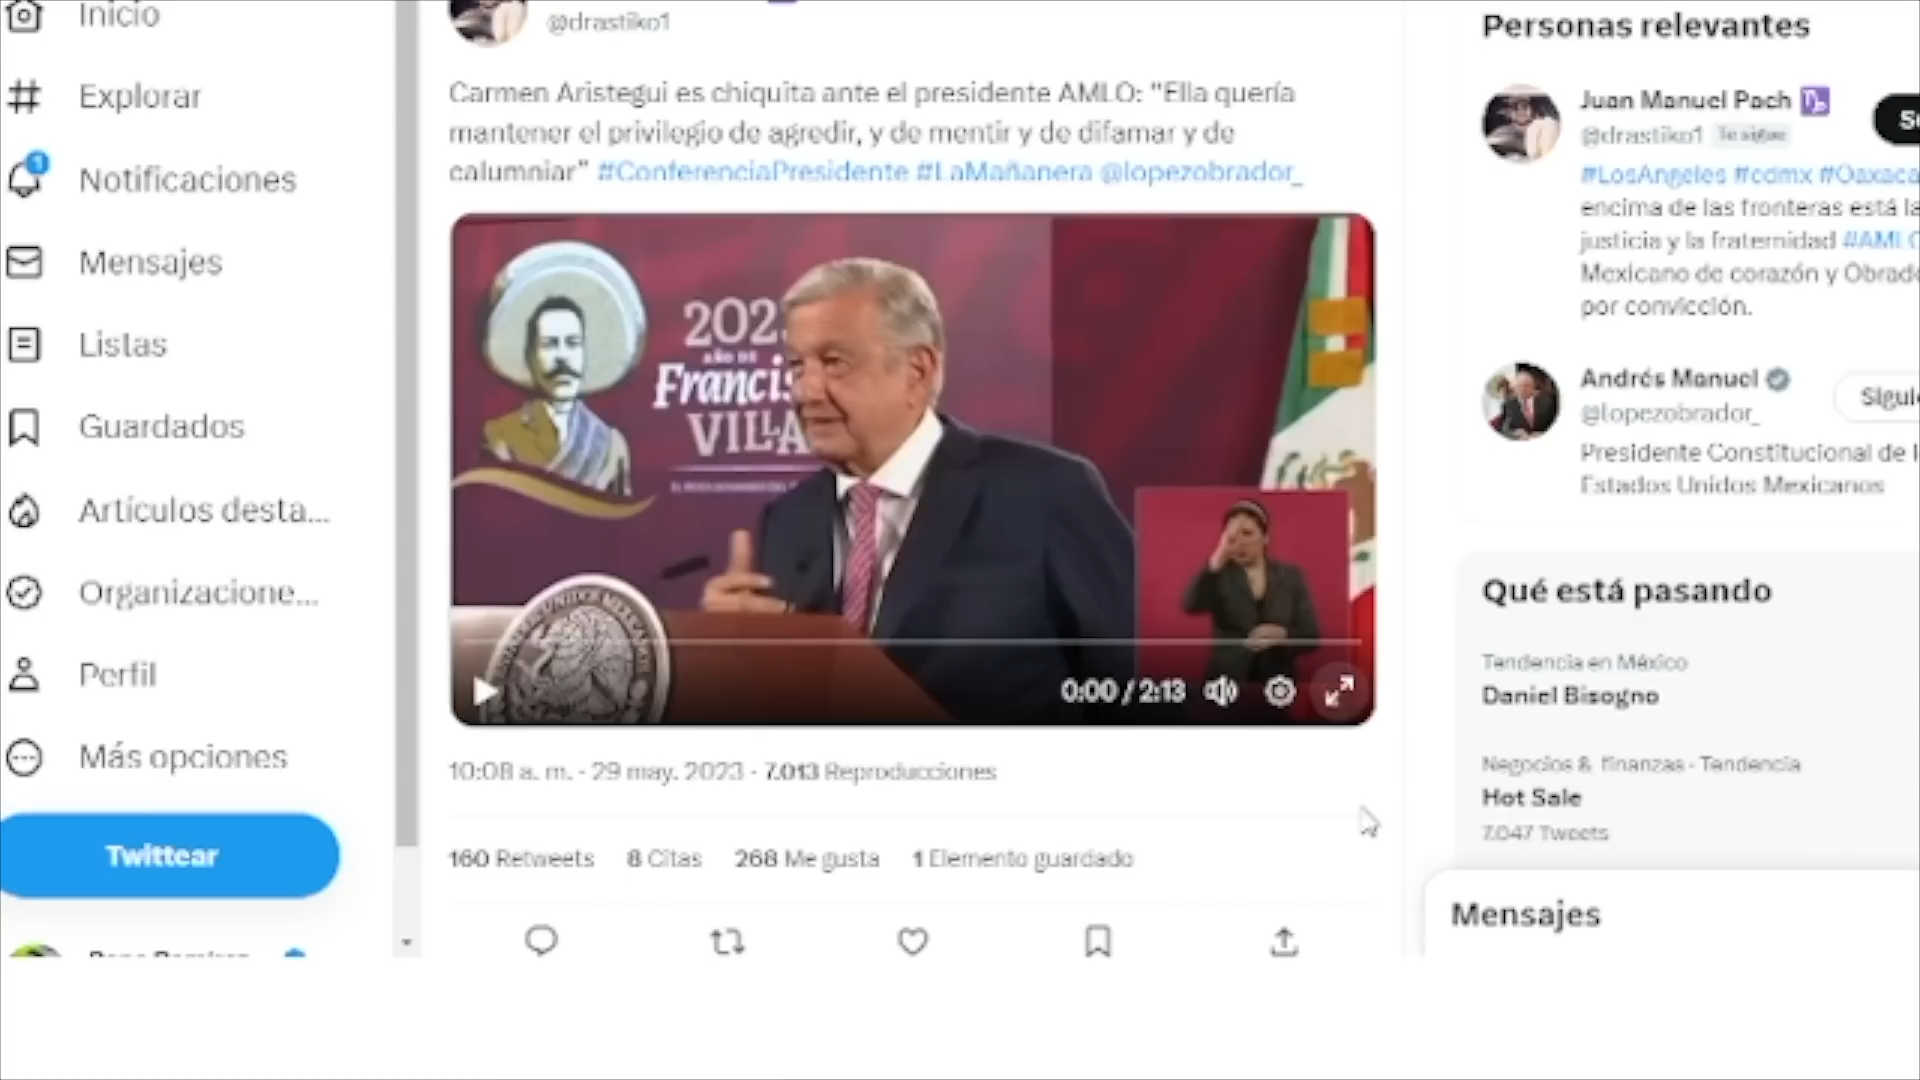 Inicio
Explorar
1
Notificaciones
Mensajes
Listas
Guardados
Artículos desta...
Organizacione...
Perfil
Más opciones
Twittear
@drastiko1
Carmen Aristegui es chiquita ante el presidente AMLO: "Ella quería
mantener el privilegio de agredir, y de mentir y de difamar y de
calumniar" #ConferenciaPresidente #LaMañanera @lopezobrador_
202
AÑO DE
Francis
VILLA
0:00 / 2:13
10:08 a. m. · 29 may. 2023 · 7.013 Reproducciones
160 Retweets 8 Citas 268 Me gusta 1 Elemento guardado
Personas relevantes
Juan Manuel Pach
@drastiko1 Te sigue
#LosAngeles #cdmx #Oaxaca
encima de las fronteras está la
justicia y la fraternidad #AMLO
Mexicano de corazón y Obrado
por convicción.
Andrés Manuel
@lopezobrador_
Sigui
Presidente Constitucional de l
Estados Unidos Mexicanos
Qué está pasando
Tendencia en México
Daniel Bisogno
Negocios & finanzas · Tendencia
Hot Sale
7.047 Tweets
Mensajes